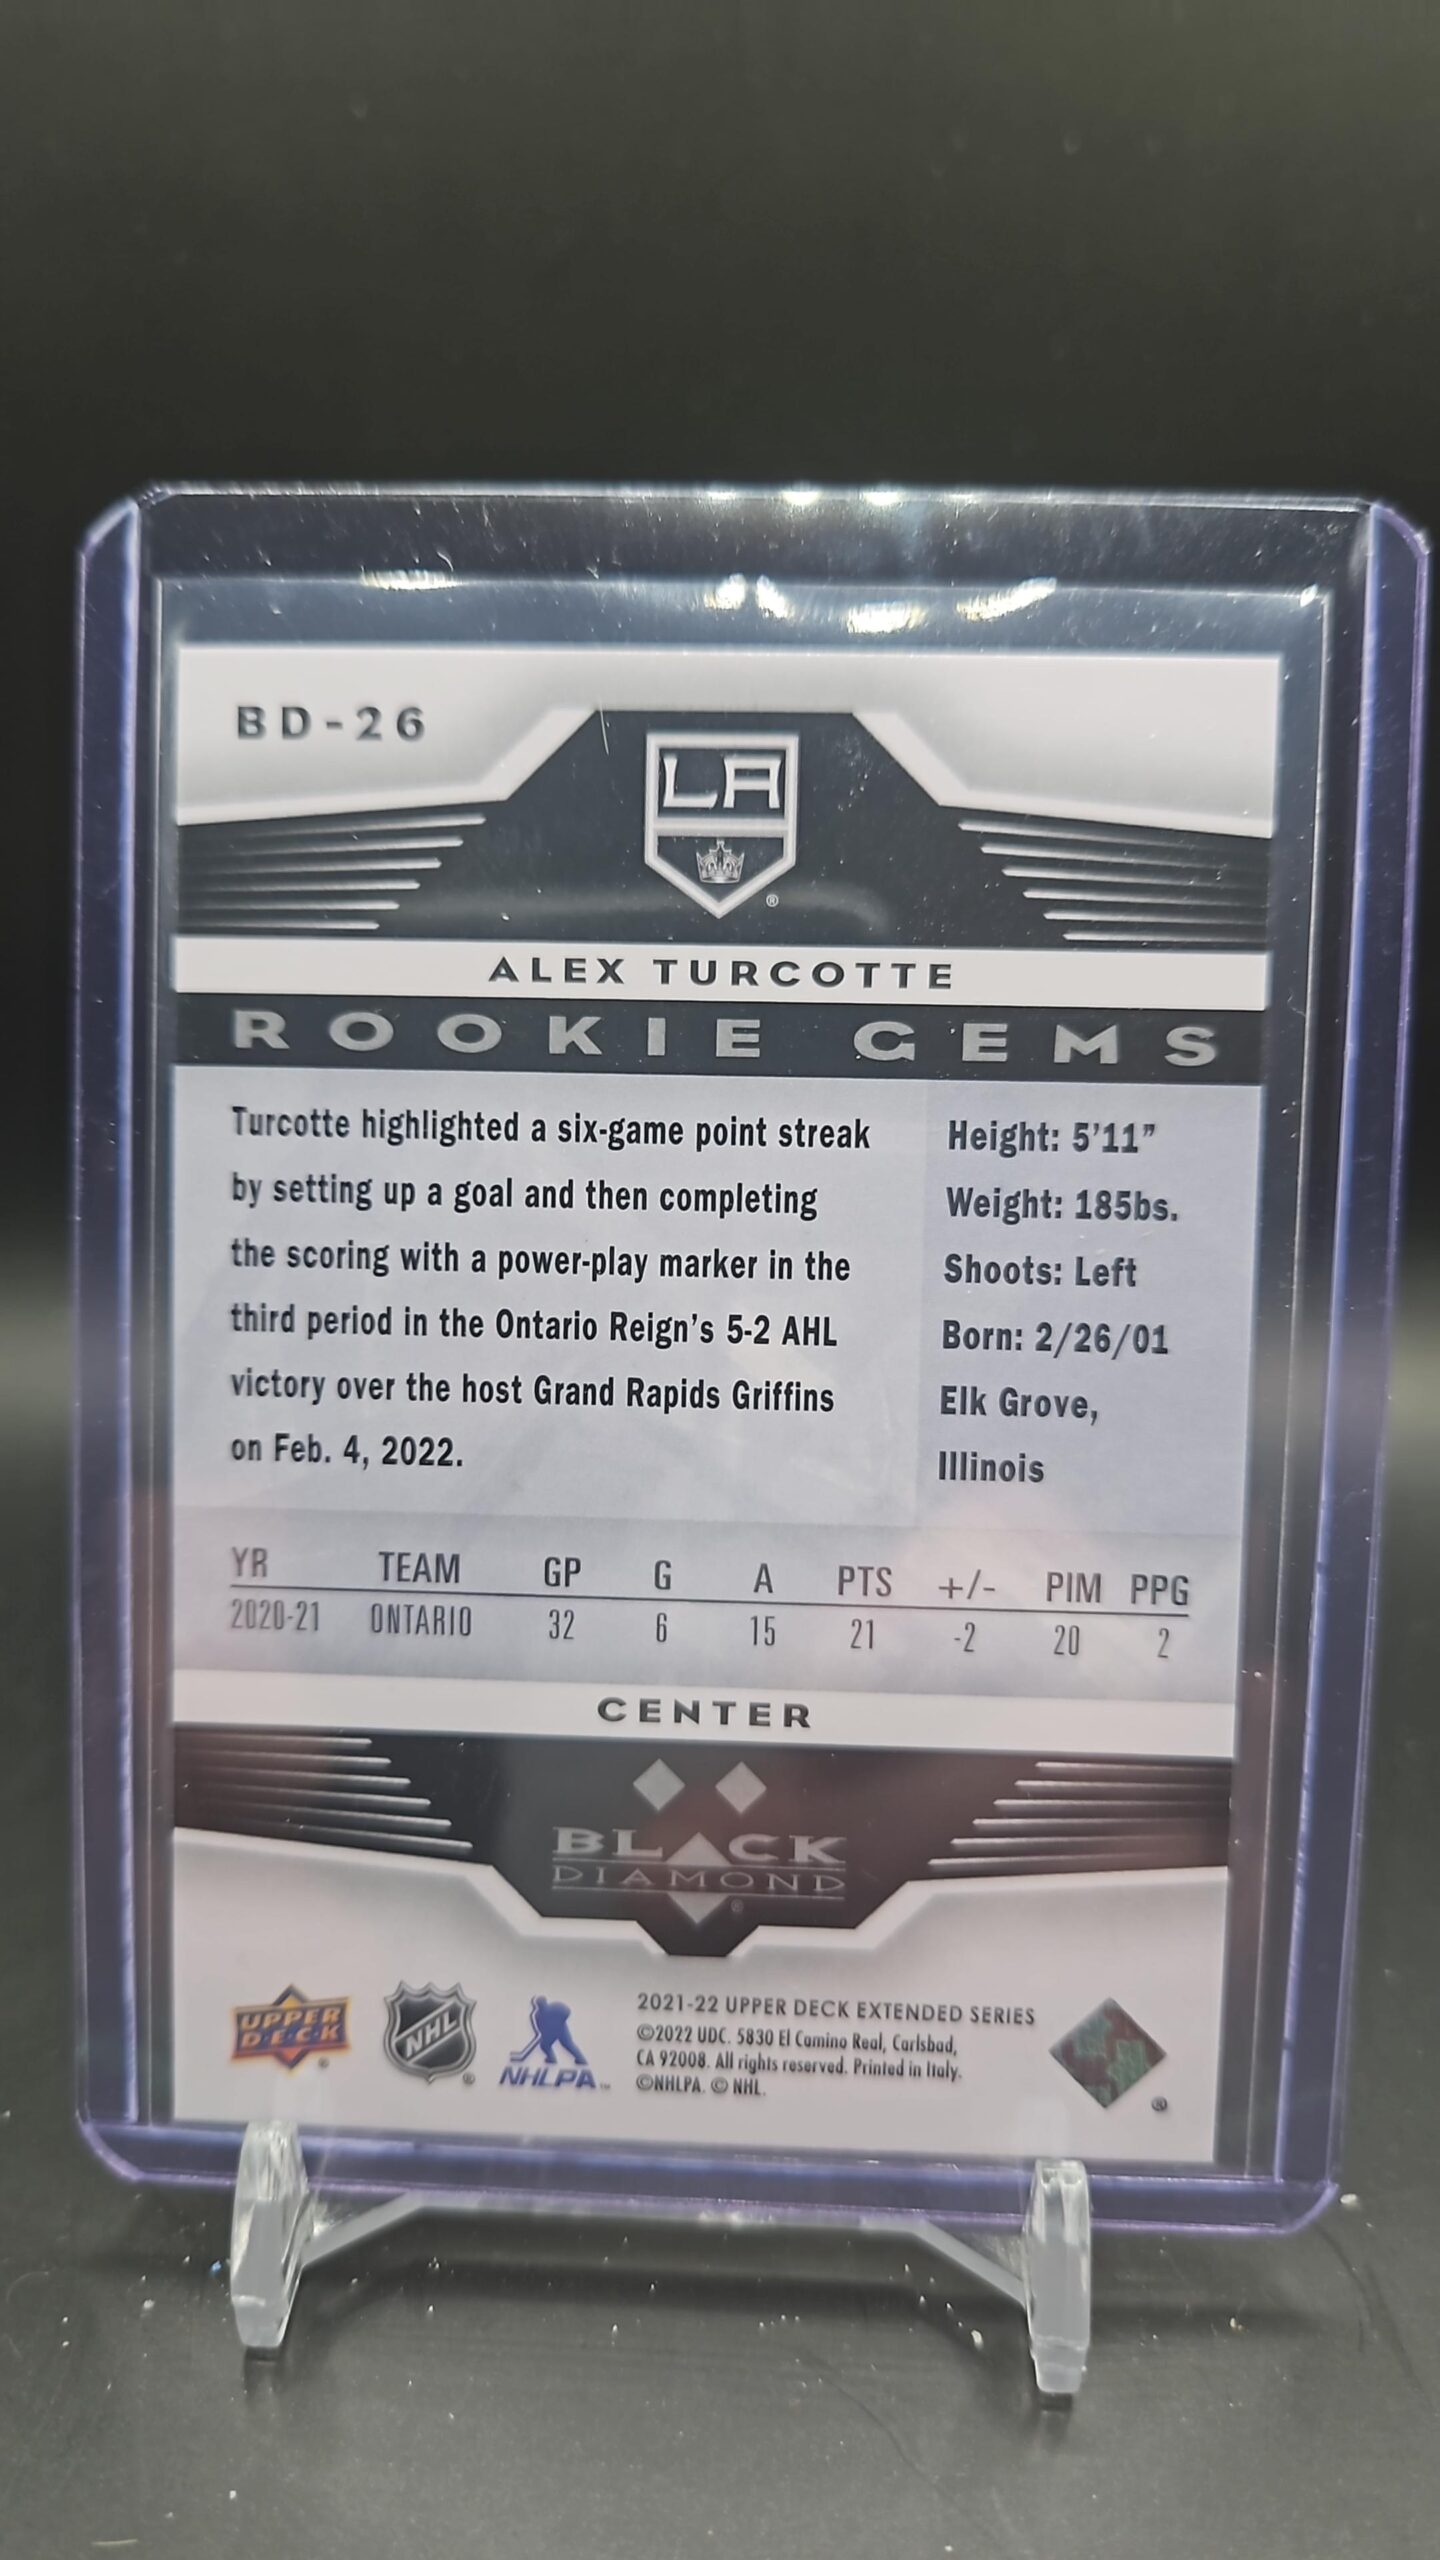 BD-26
LA
®
ALEX TURCOTTE
ROOKIE GEMS
Turcotte highlighted a six-game point streak
by setting up a goal and then completing
the scoring with a power-play marker in the
third period in the Ontario Reign's 5-2 AHL
victory over the host Grand Rapids Griffins
on Feb. 4, 2022.
Height: 5'11"
Weight: 185bs.
Shoots: Left
Born: 2/26/01
Elk Grove,
Illinois
YR TEAM GP G A PTS +/- PIM PPG
2020-21 ONTARIO 32 6 15 21 -2 20 2
CENTER
BLACK
DIAMOND
®
UPPER
DECK
®
NHL
®
NHLPA™
2021-22 UPPER DECK EXTENDED SERIES
©2022 UDC. 5830 El Camino Real, Carlsbad,
CA 92008. All rights reserved. Printed in Italy.
©NHLPA. © NHL.
®